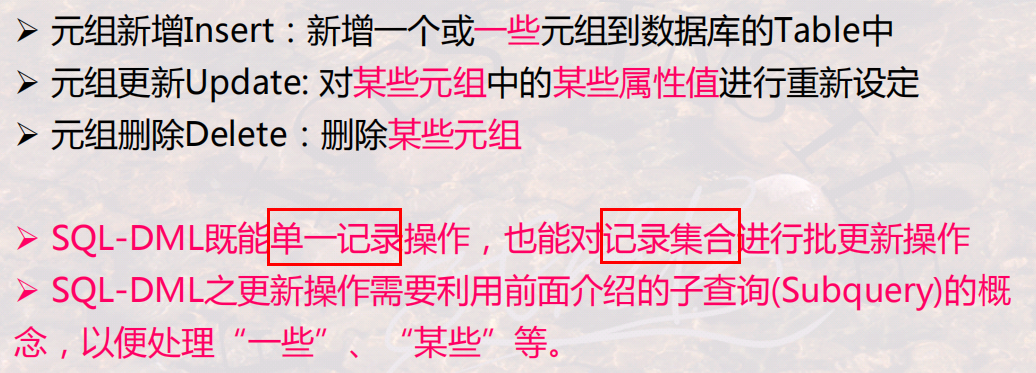 ➢ 元组新增Insert：新增一个或一些元组到数据库的Table中
➢ 元组更新Update: 对某些元组中的某些属性值进行重新设定
➢ 元组删除Delete：删除某些元组
➢ SQL-DML既能单一记录操作，也能对记录集合进行批更新操作
➢ SQL-DML之更新操作需要利用前面介绍的子查询(Subquery)的概
念，以便处理“一些”、“某些”等。